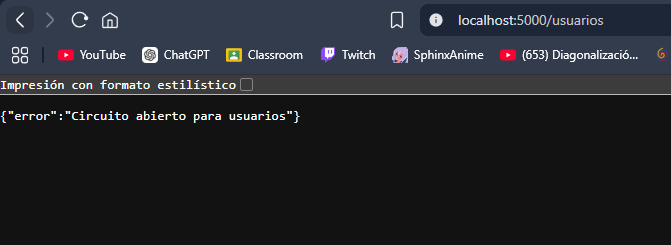 localhost:5000/usuarios
YouTube ChatGPT Classroom Twitch SphinxAnime (653) Diagonalizació...
Impresión con formato estilístico
{"error":"Circuito abierto para usuarios"}